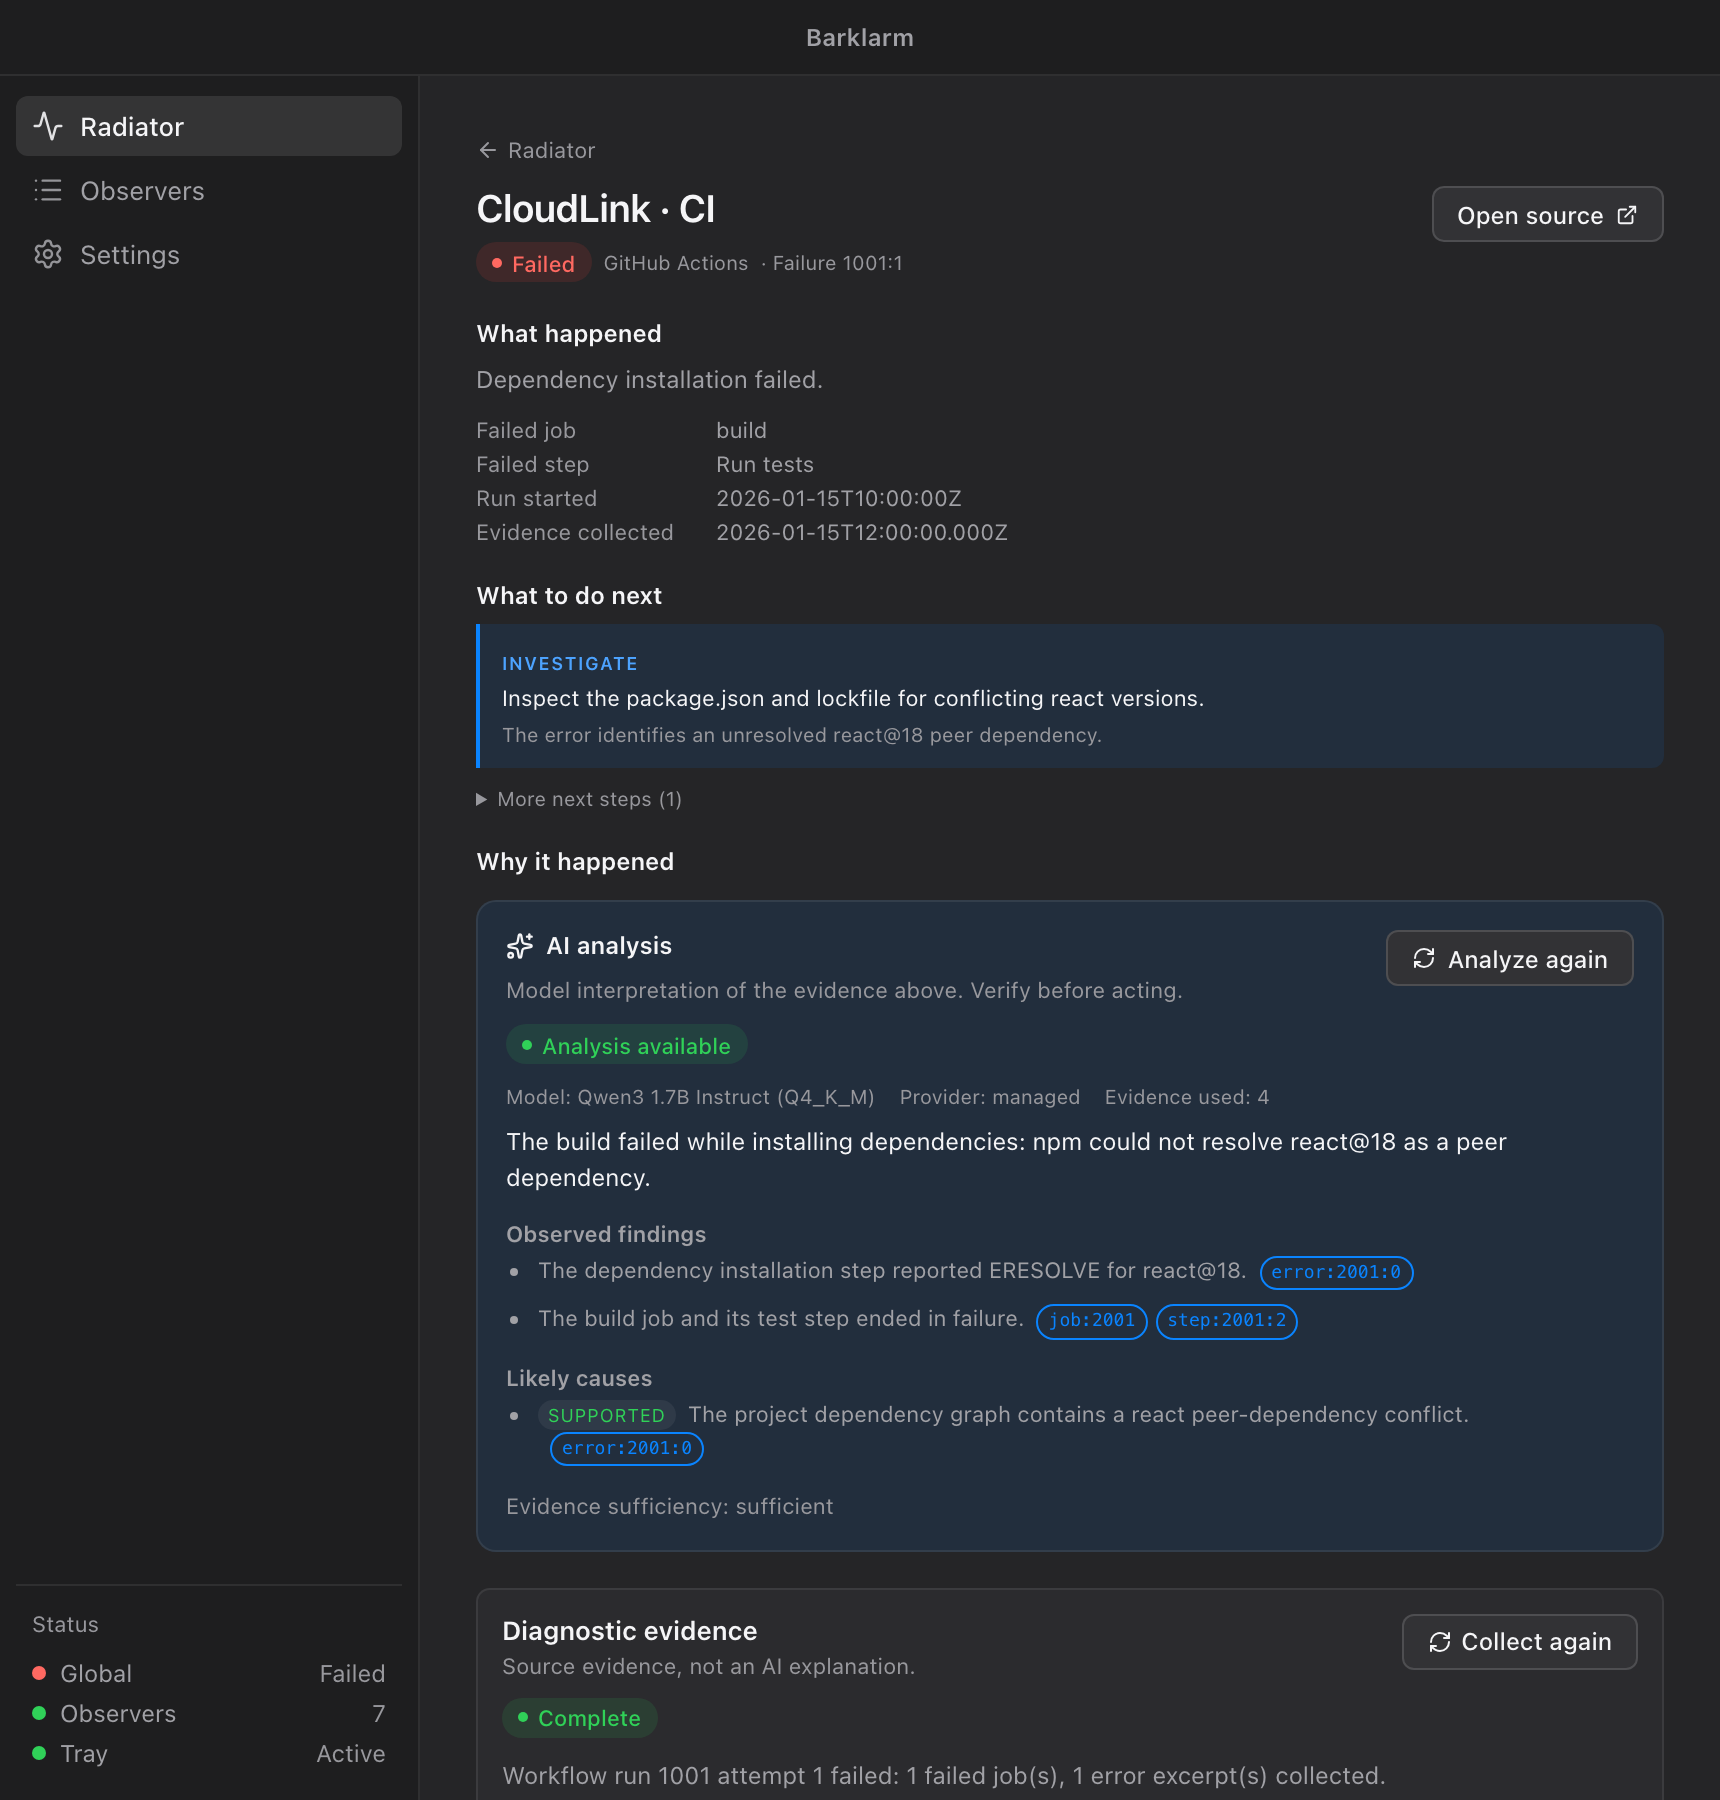 Barklarm
Radiator
Observers
Settings
Status
Global Failed
Observers 7
Tray Active
← Radiator
CloudLink · CI
Open source
Failed GitHub Actions · Failure 1001:1
What happened
Dependency installation failed.
Failed job build
Failed step Run tests
Run started 2026-01-15T10:00:00Z
Evidence collected 2026-01-15T12:00:00.000Z
What to do next
INVESTIGATE
Inspect the package.json and lockfile for conflicting react versions.
The error identifies an unresolved react@18 peer dependency.
More next steps (1)
Why it happened
AI analysis
Analyze again
Model interpretation of the evidence above. Verify before acting.
Analysis available
Model: Qwen3 1.7B Instruct (Q4_K_M) Provider: managed Evidence used: 4
The build failed while installing dependencies: npm could not resolve react@18 as a peer
dependency.
Observed findings
• The dependency installation step reported ERESOLVE for react@18. error:2001:0
• The build job and its test step ended in failure. job:2001 step:2001:2
Likely causes
• SUPPORTED The project dependency graph contains a react peer-dependency conflict.
error:2001:0
Evidence sufficiency: sufficient
Diagnostic evidence
Collect again
Source evidence, not an AI explanation.
Complete
Workflow run 1001 attempt 1 failed: 1 failed job(s), 1 error excerpt(s) collected.